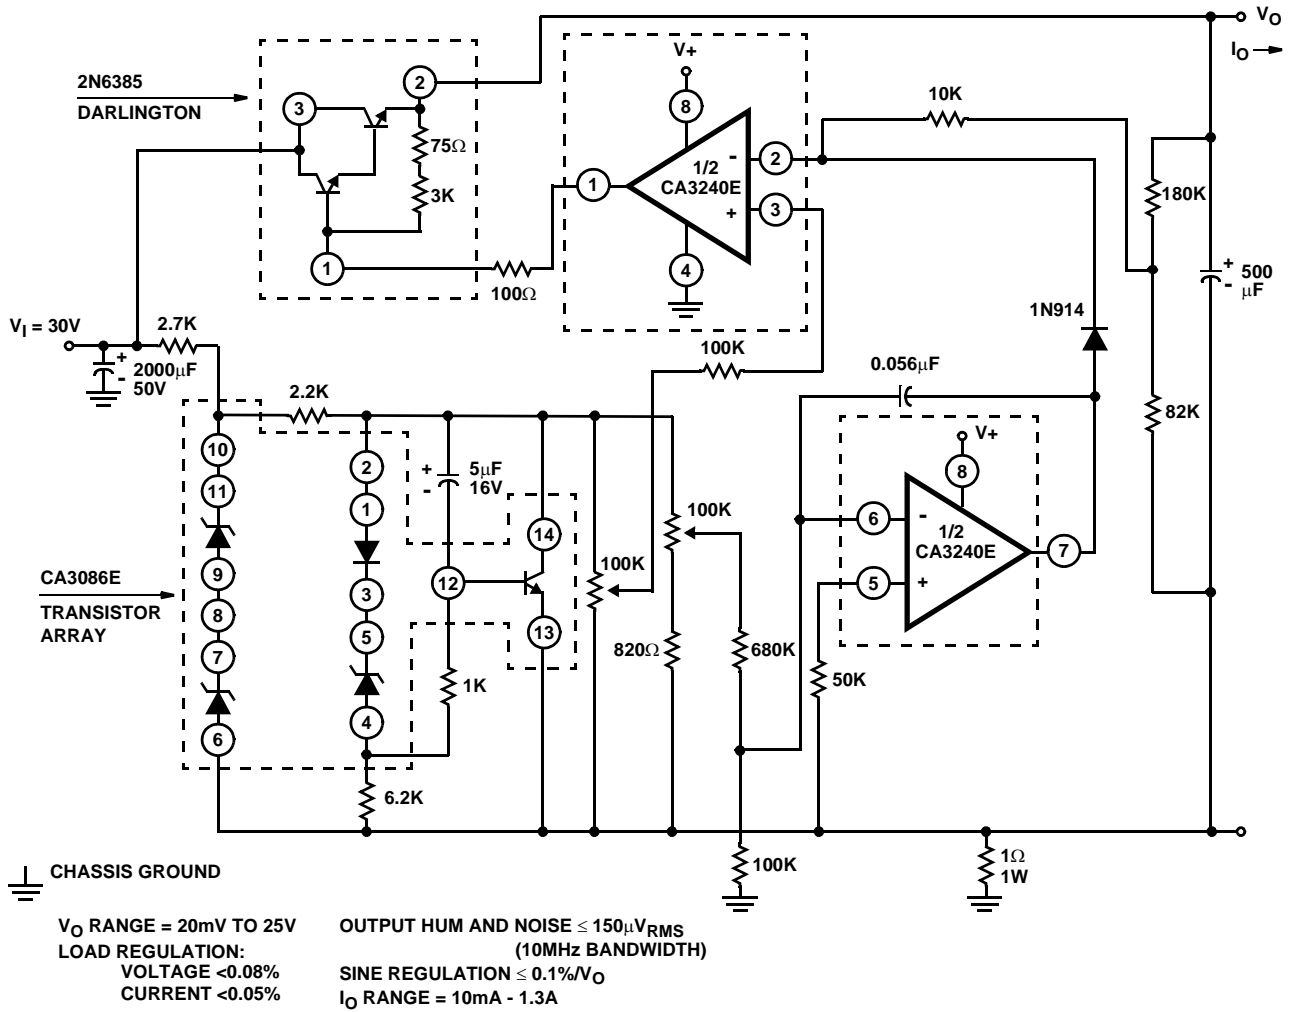 V_O
I_O
2N6385
DARLINGTON
3
2
75Ω
3K
1
100Ω
V+
8
1/2
CA3240E
-
+
1
2
3
4
10K
180K
+
-
500
μF
1N914
V_I = 30V
2.7K
+
-
2000μF
50V
100K
0.056μF
82K
2.2K
10
11
9
8
7
6
2
1
3
5
4
+
-
5μF
16V
14
12
13
100K
100K
V+
8
6
5
-
+
1/2
CA3240E
7
CA3086E
TRANSISTOR
ARRAY
1K
820Ω
680K
50K
6.2K
100K
1Ω
1W
CHASSIS GROUND
V_O RANGE = 20mV TO 25V
LOAD REGULATION:
VOLTAGE <0.08%
CURRENT <0.05%
OUTPUT HUM AND NOISE ≤ 150μV_RMS
(10MHz BANDWIDTH)
SINE REGULATION ≤ 0.1%/V_O
I_O RANGE = 10mA - 1.3A